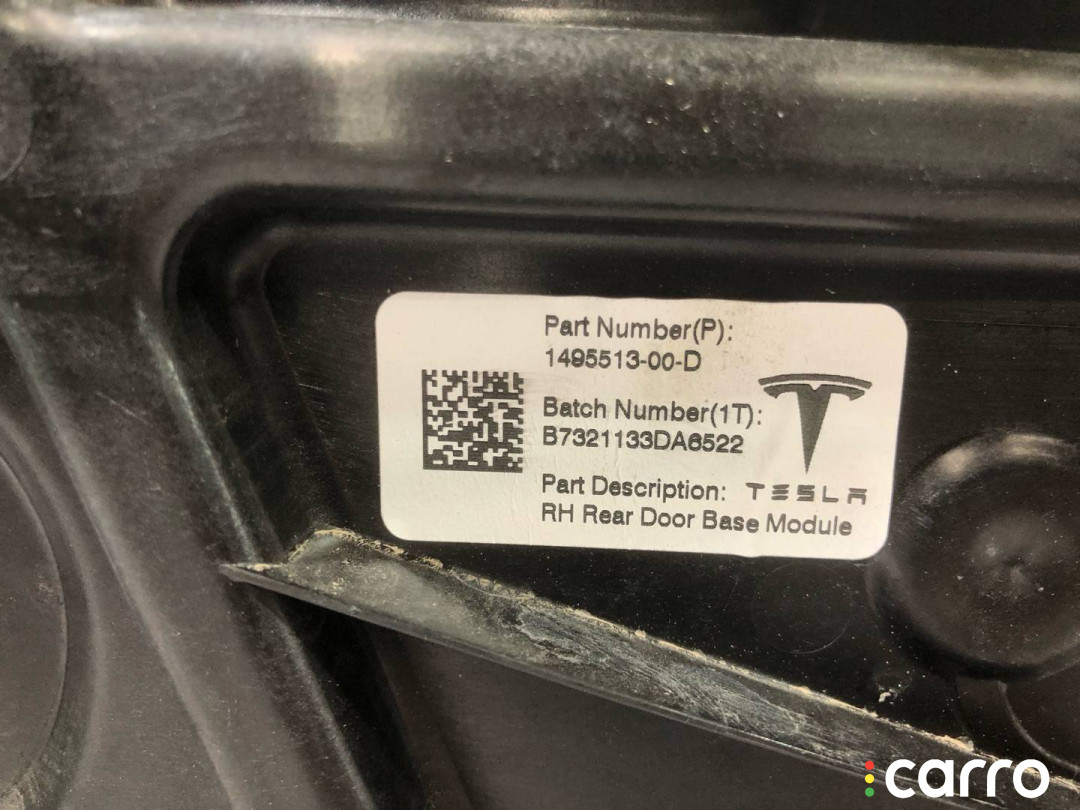 Part Number(P):
1495513-00-D
Batch Number(1T):
B7321133DA6522
Part Description: TESLA
RH Rear Door Base Module
carro